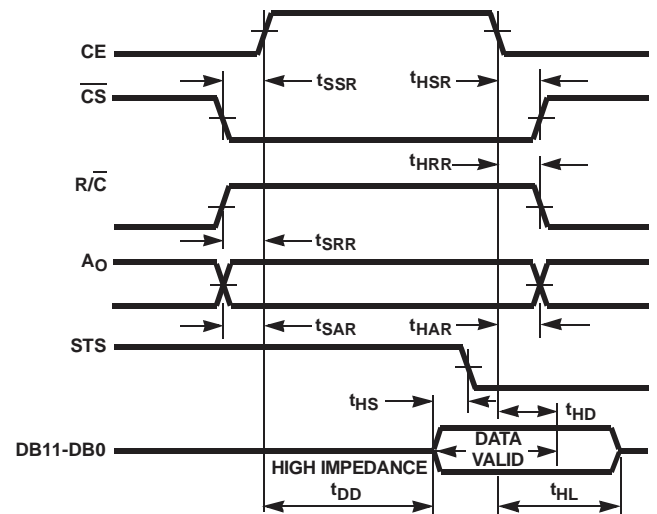 CE
tSSR
tHSR
CS
tHRR
R/C
tSRR
AO
tSAR
tHAR
STS
tHS
tHD
DB11-DB0
DATA
VALID
HIGH IMPEDANCE
tDD
tHL